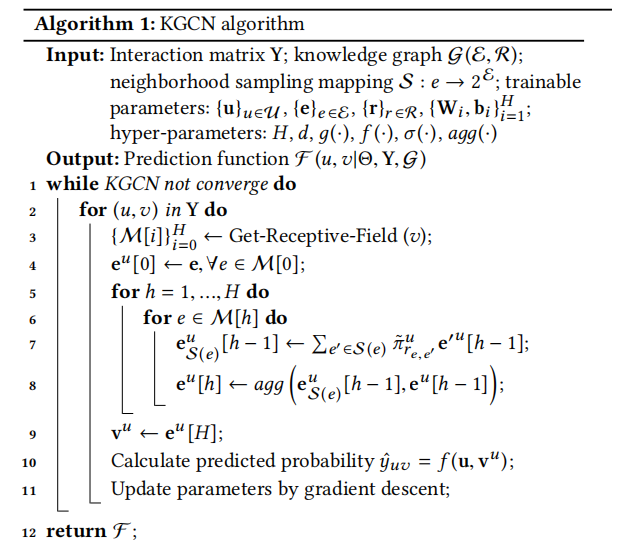 Algorithm 1: KGCN algorithm
Input: Interaction matrix Y; knowledge graph 𝒢(ℰ, ℛ);
neighborhood sampling mapping 𝒮 : e → 2^ℰ; trainable
parameters: {u}_{u∈𝒰}, {e}_{e∈ℰ}, {r}_{r∈ℛ}, {W_i, b_i}_{i=1}^H;
hyper-parameters: H, d, g(·), f(·), σ(·), agg(·)
Output: Prediction function ℱ(u, v|Θ, Y, 𝒢)
1 while KGCN not converge do
2 for (u, v) in Y do
3 {ℳ[i]}_{i=0}^H ← Get-Receptive-Field (v);
4 e^u[0] ← e, ∀e ∈ ℳ[0];
5 for h = 1, ..., H do
6 for e ∈ ℳ[h] do
7 e^u_{𝒮(e)}[h − 1] ← ∑_{e′∈𝒮(e)} π̃^u_{r_{e,e′}} e′^u[h − 1];
8 e^u[h] ← agg(e^u_{𝒮(e)}[h − 1], e^u[h − 1]);
9 v^u ← e^u[H];
10 Calculate predicted probability ŷ_{uv} = f(u, v^u);
11 Update parameters by gradient descent;
12 return ℱ;